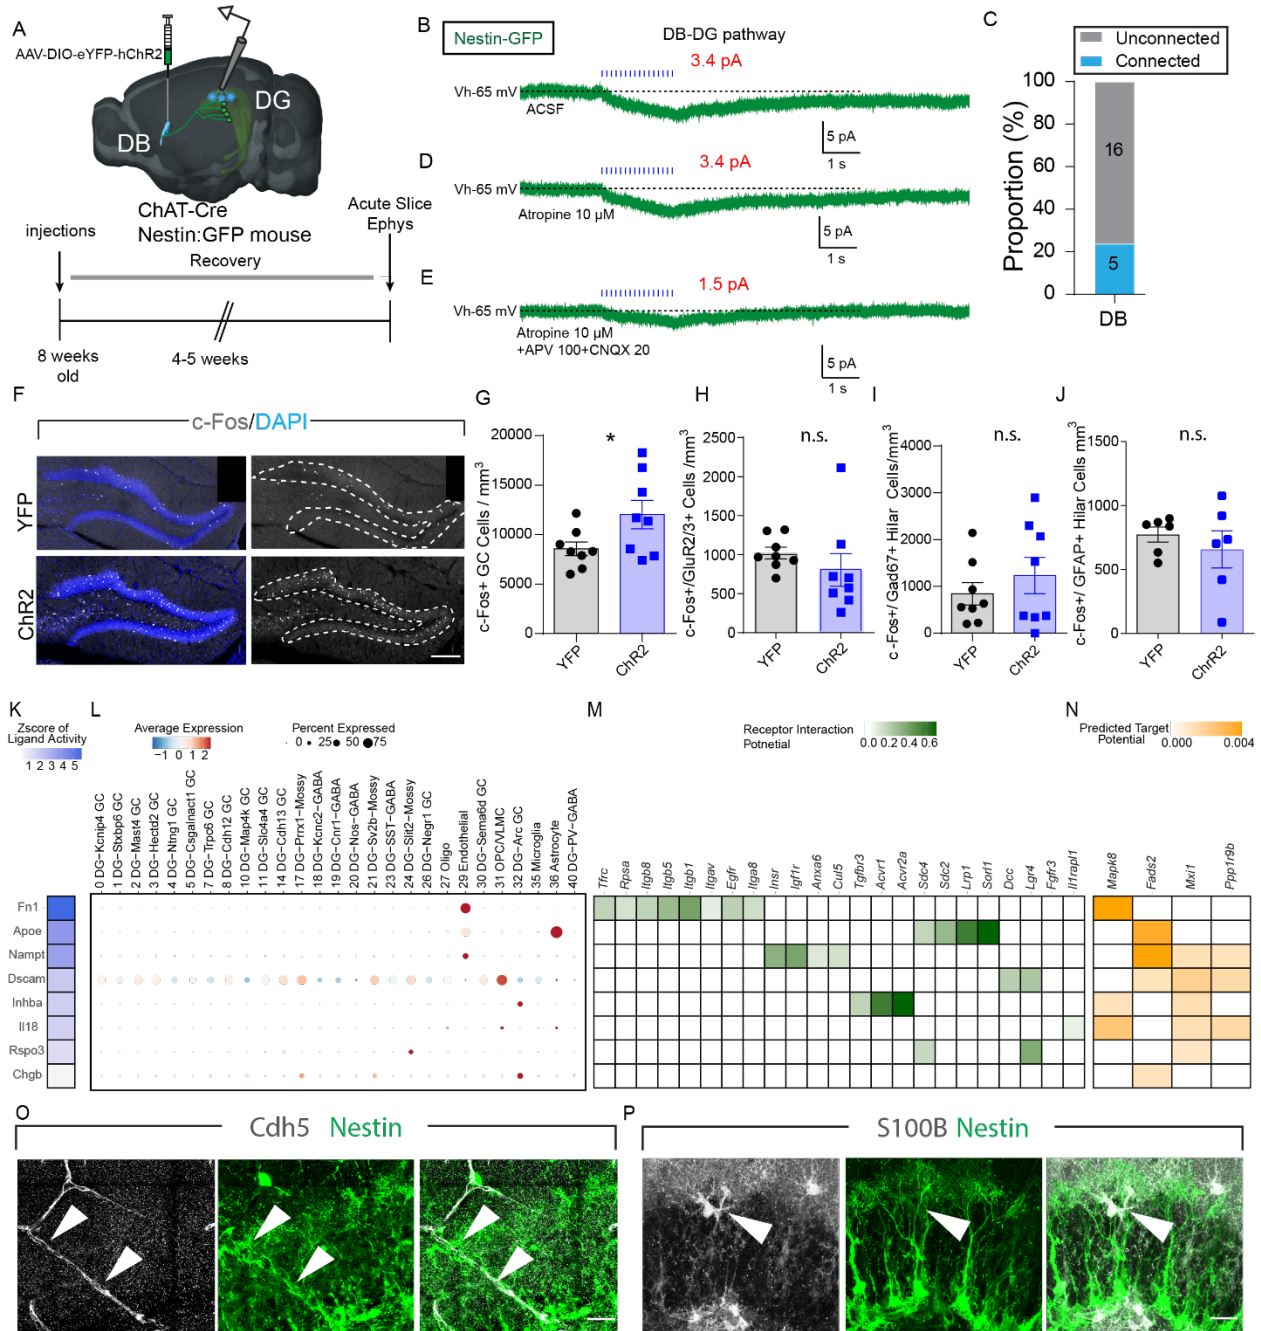 A
AAV-DIO-eYFP-hChR2
DG
DB
ChAT-Cre
Nestin:GFP mouse
injections
Acute Slice
Ephys
Recovery
8 weeks
old
4-5 weeks
B
Nestin-GFP
DB-DG pathway
3.4 pA
Vh-65 mV
ACSF
5 pA
1 s
D
3.4 pA
Vh-65 mV
Atropine 10 µM
5 pA
1 s
E
1.5 pA
Vh-65 mV
Atropine 10 µM
+APV 100+CNQX 20
5 pA
1 s
C
Unconnected
Connected
Proportion (%)
100
80
60
40
20
0
16
5
DB
F
c-Fos/DAPI
YFP
ChR2
G
c-Fos+ GC Cells / mm³
20000
15000
10000
5000
0
*
YFP
ChR2
H
c-Fos+/GluR2/3+ Cells /mm³
2500
2000
1500
1000
500
0
n.s.
YFP
ChR2
I
c-Fos+/ Gad67+ Hilar Cells/mm³
4000
3000
2000
1000
0
n.s.
YFP
ChR2
J
c-Fos+/ GFAP+ Hilar Cells mm³
1500
1000
500
0
n.s.
YFP
ChrR2
K
Zscore of
Ligand Activity
1 2 3 4 5
L
Average Expression
−1 0 1 2
Percent Expressed
0 25 50 75
0 DG−Kcnip4 GC
1 DG−Stxbp6 GC
2 DG−Mast4 GC
3 DG−Hectd2 GC
4 DG−Ntng1 GC
5 DG−Csgalnact1 GC
7 DG−Trpc6 GC
8 DG−Cdh12 GC
10 DG−Map4k GC
11 DG−Slc4a4 GC
14 DG−Cdh13 GC
17 DG−Prrx1−Mossy
18 DG−Kcnc2−GABA
19 DG−Cnr1−GABA
20 DG−Nos−GABA
21 DG−Sv2b−Mossy
23 DG−SST−GABA
24 DG−Slit2−Mossy
26 DG−Negr1 GC
27 Oligo
29 Endothelial
30 DG−Sema6d GC
31 OPC/VLMC
32 DG−Arc GC
35 Microglia
36 Astrocyte
40 DG−PV−GABA
Fn1
Apoe
Nampt
Dscam
Inhba
Il18
Rspo3
Chgb
M
Receptor Interaction
Potnetial
0.0 0.2 0.4 0.6
Tfrc
Rpsa
Itgb8
Itgb5
Itgb1
Itgav
Egfr
Itga8
Insr
Igf1r
Anxa6
Cul5
Tgfbr3
Acvr1
Acvr2a
Sdc4
Sdc2
Lrp1
Sorl1
Dcc
Lgr4
Fgfr3
Il1rapl1
N
Predicted Target
Potential
0.000
0.004
Mapk8
Fads2
Mxi1
Ppp1r9b
O
Cdh5 Nestin
P
S100B Nestin